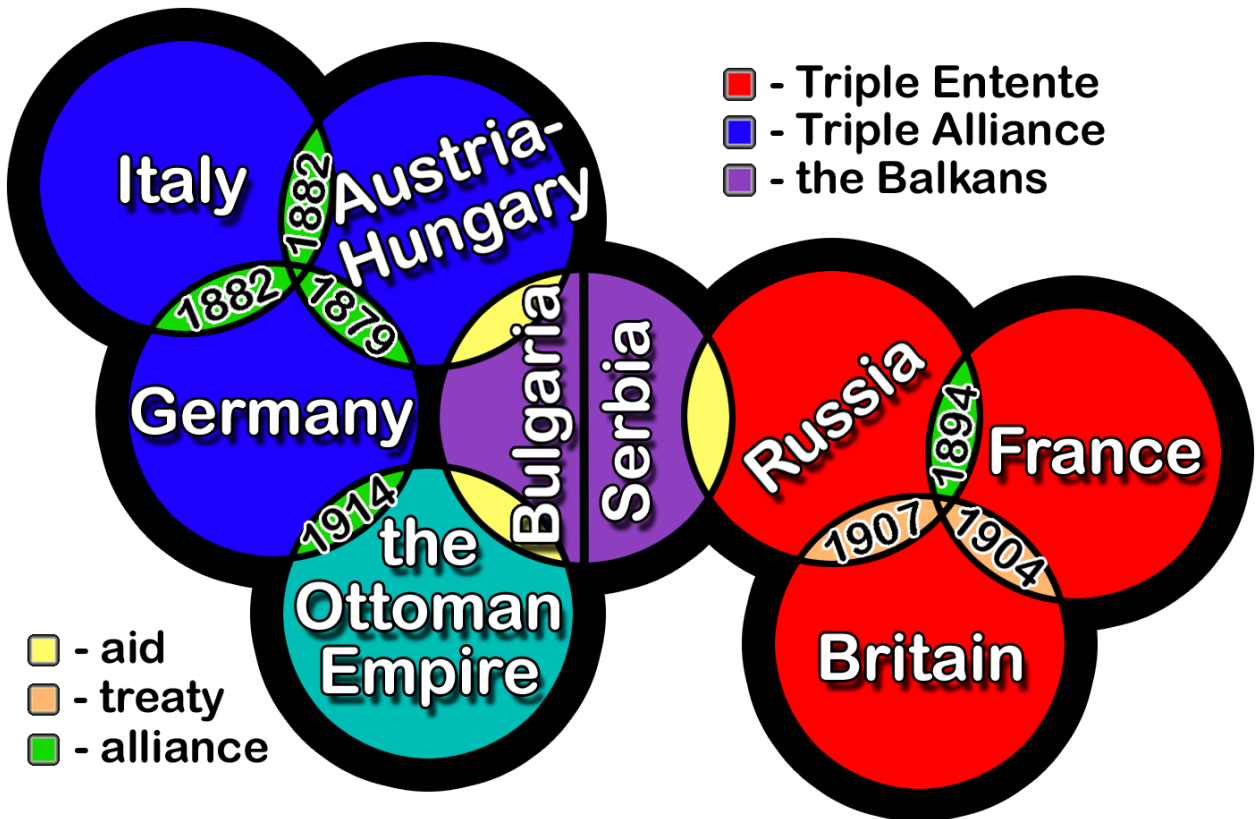 Italy
1882
Austria-
Hungary
1882
1879
Germany
1914
the
Ottoman
Empire
Bulgaria
Serbia
Russia
1894
France
1907
1904
Britain
- Triple Entente
- Triple Alliance
- the Balkans
- aid
- treaty
- alliance